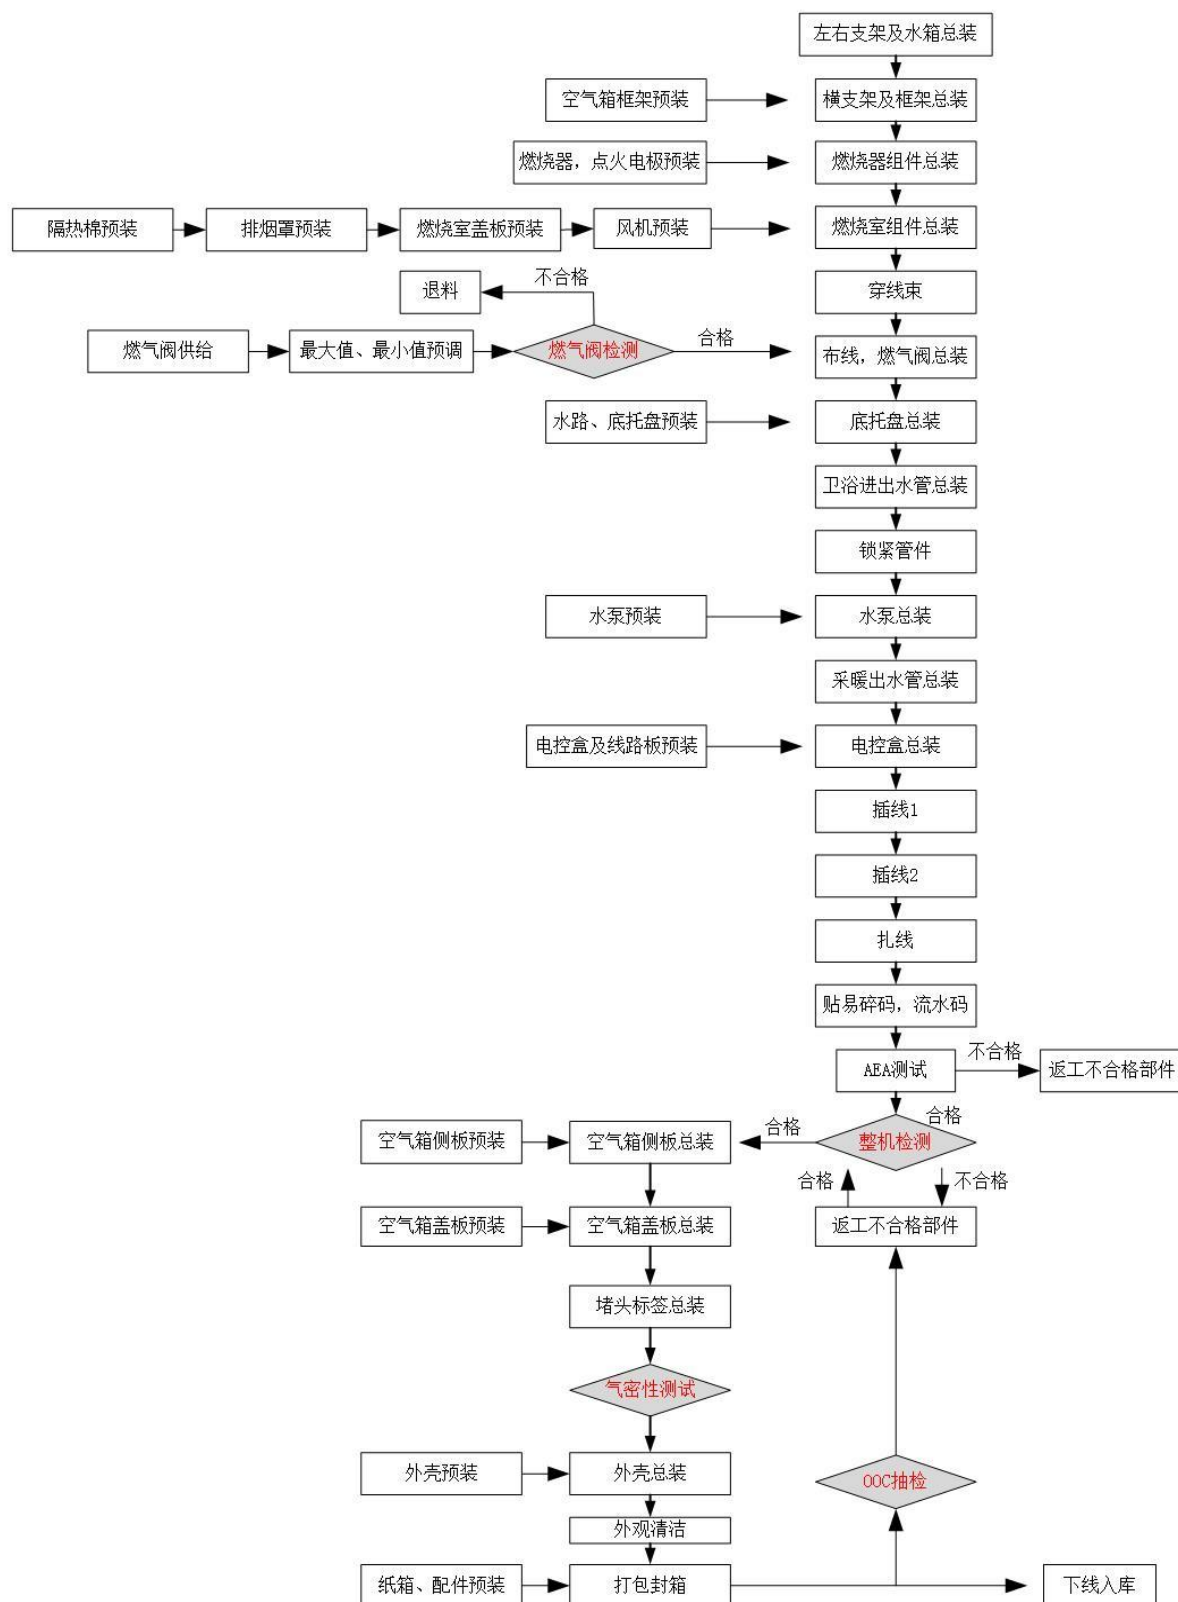 左右支架及水箱总装
空气箱框架预装
横支架及框架总装
燃烧器，点火电极预装
燃烧器组件总装
隔热棉预装
排烟罩预装
燃烧室盖板预装
风机预装
燃烧室组件总装
退料
不合格
穿线束
燃气阀供给
最大值、最小值预调
燃气阀检测
合格
布线，燃气阀总装
水路、底托盘预装
底托盘总装
卫浴进出水管总装
锁紧管件
水泵预装
水泵总装
采暖出水管总装
电控盒及线路板预装
电控盒总装
插线1
插线2
扎线
贴易碎码，流水码
AEA测试
不合格
返工不合格部件
合格
空气箱侧板预装
空气箱侧板总装
合格
整机检测
合格
不合格
空气箱盖板预装
空气箱盖板总装
返工不合格部件
堵头标签总装
气密性测试
外壳预装
外壳总装
OOC抽检
外观清洁
纸箱、配件预装
打包封箱
下线入库